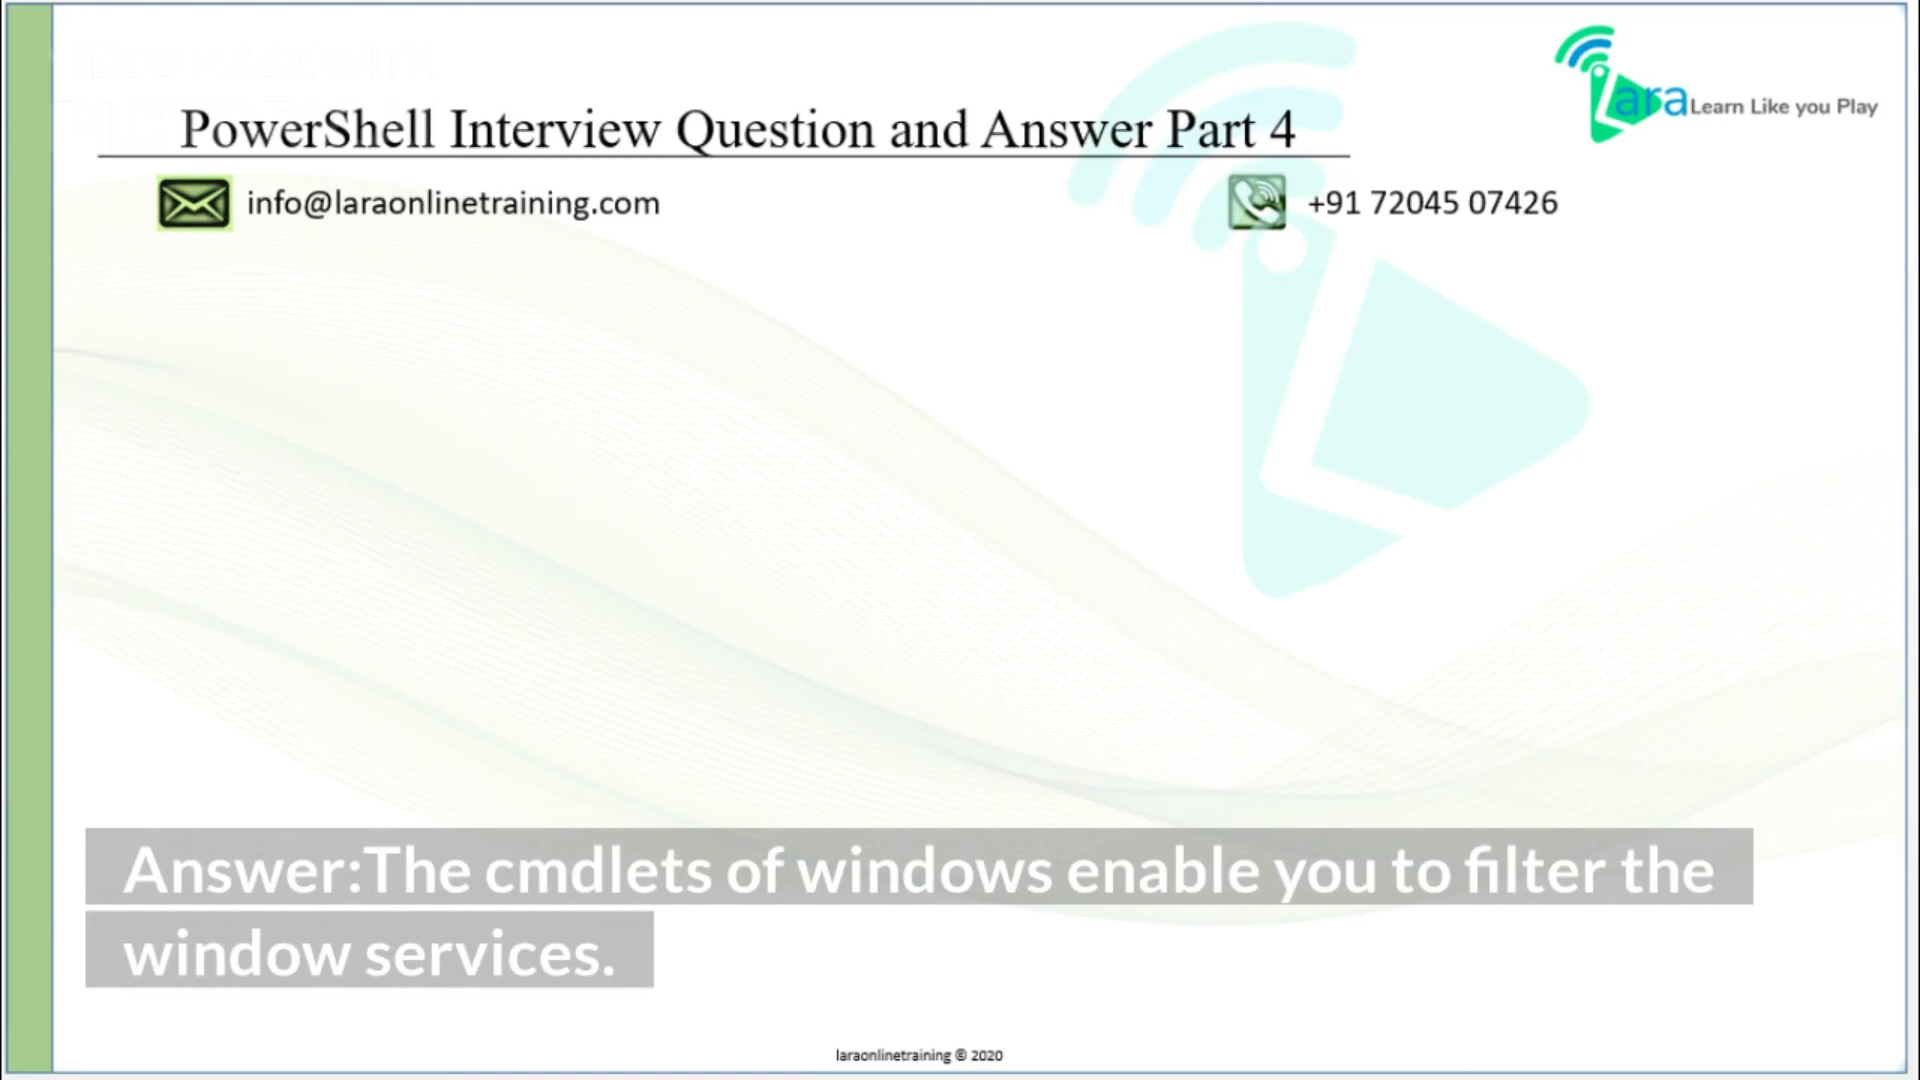 Lara Learn Like you Play
PowerShell Interview Question and Answer Part 4
info@laraonlinetraining.com
+91 72045 07426
Answer:The cmdlets of windows enable you to filter the
window services.
laraonlinetraining © 2020